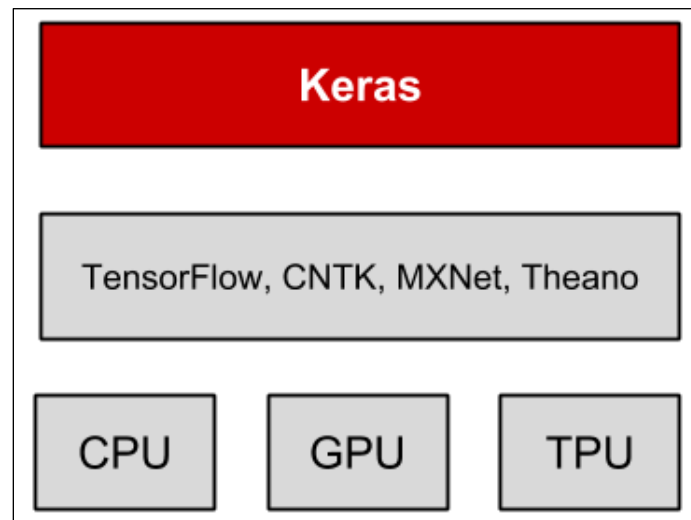 Keras
TensorFlow, CNTK, MXNet, Theano
CPU GPU TPU